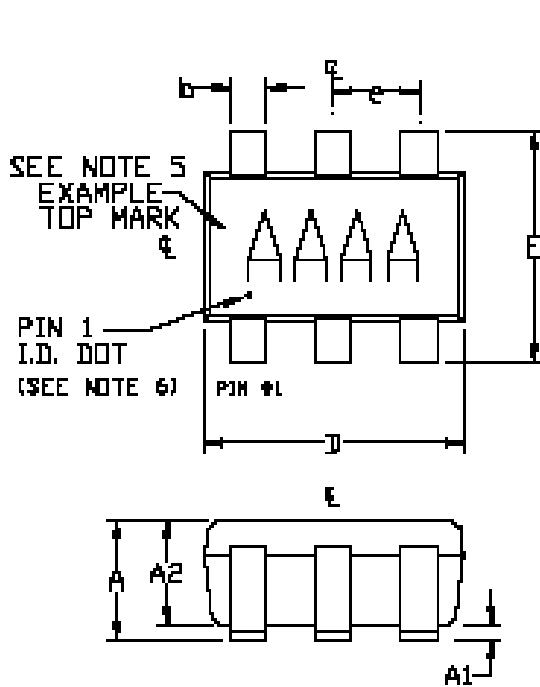 b
℄
e
SEE NOTE 5
EXAMPLE
TOP MARK
℄
AAAA
E
PIN 1
I.D. DOT
(SEE NOTE 6)
PIN #1
D
℄
A
A2
A1